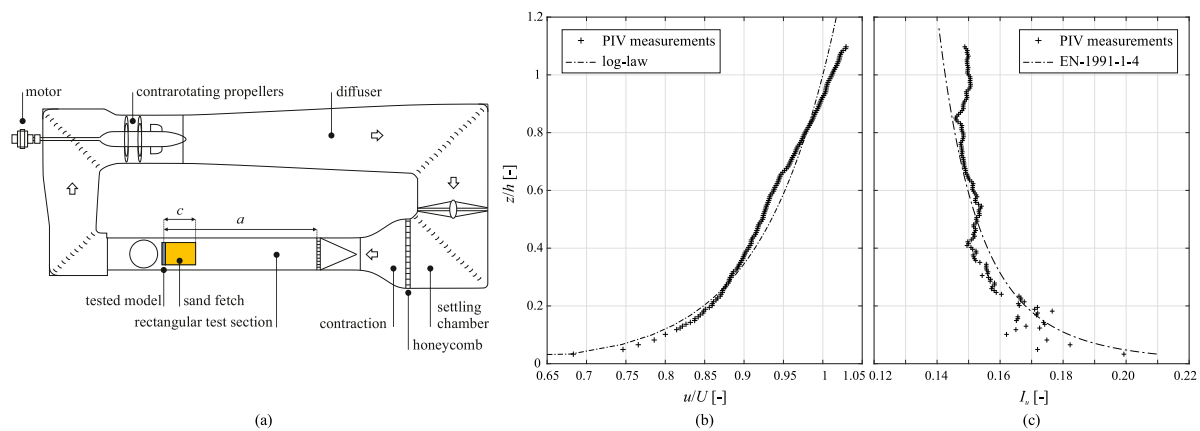 (a)
motor
contrarotating propellers
diffuser
c
a
tested model
sand fetch
rectangular test section
contraction
settling
chamber
honeycomb
(b)
PIV measurements
log-law
z/h [-]
1.2
1
0.8
0.6
0.4
0.2
0
0.65
0.7
0.75
0.8
0.85
0.9
0.95
1
1.05
u/U [-]
(c)
PIV measurements
EN-1991-1-4
0.12
0.14
0.16
0.18
0.20
0.22
I_u [-]
(a)
(b)
(c)